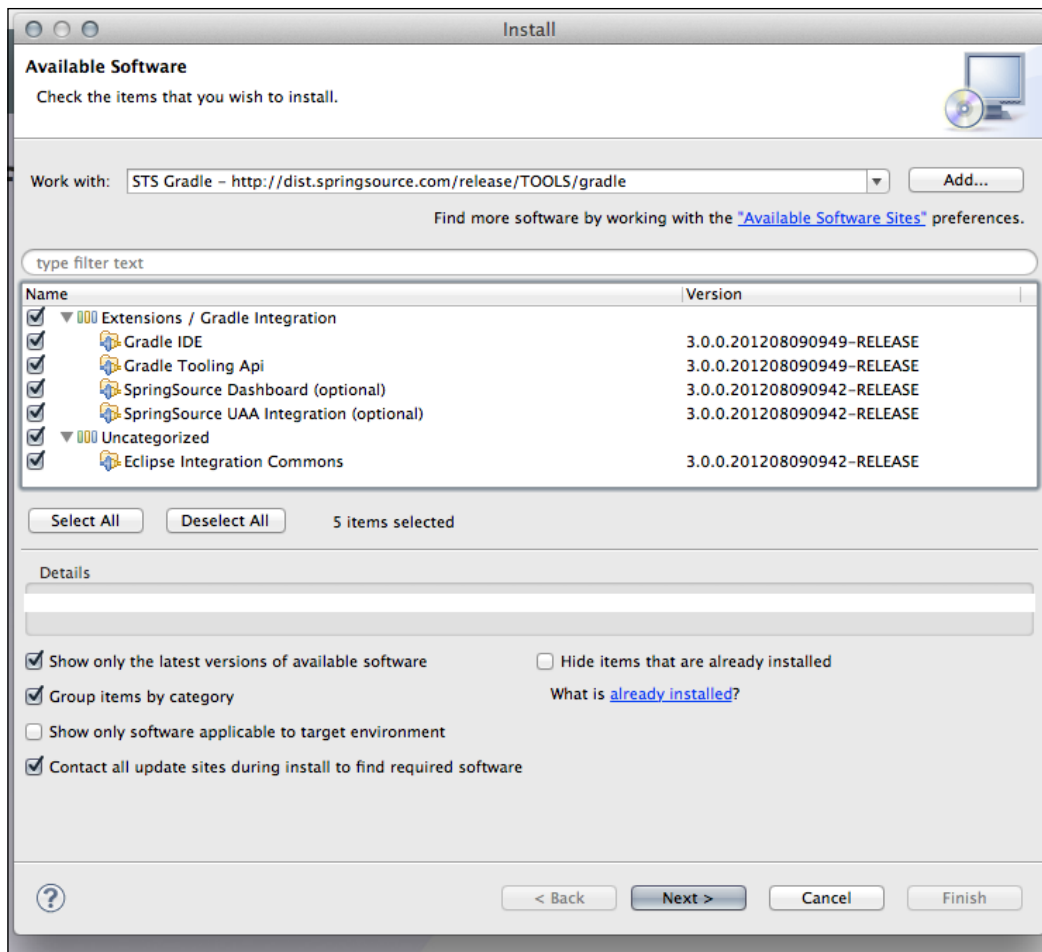 Install
Available Software
Check the items that you wish to install.
Work with: STS Gradle – http://dist.springsource.com/release/TOOLS/gradle Add...
Find more software by working with the "Available Software Sites" preferences.
type filter text
Name Version
Extensions / Gradle Integration
Gradle IDE 3.0.0.201208090949-RELEASE
Gradle Tooling Api 3.0.0.201208090949-RELEASE
SpringSource Dashboard (optional) 3.0.0.201208090942-RELEASE
SpringSource UAA Integration (optional) 3.0.0.201208090942-RELEASE
Uncategorized
Eclipse Integration Commons 3.0.0.201208090942-RELEASE
Select All Deselect All 5 items selected
Details
Show only the latest versions of available software Hide items that are already installed
Group items by category What is already installed?
Show only software applicable to target environment
Contact all update sites during install to find required software
? < Back Next > Cancel Finish